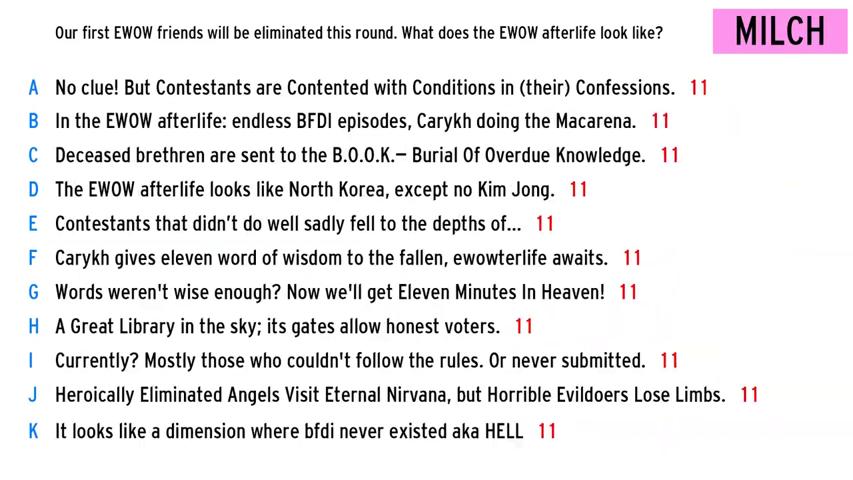 Our first EWOW friends will be eliminated this round. What does the EWOW afterlife look like?
MILCH
A No clue! But Contestants are Contented with Conditions in (their) Confessions. 11
B In the EWOW afterlife: endless BFDI episodes, Carykh doing the Macarena. 11
C Deceased brethren are sent to the B.O.O.K.– Burial Of Overdue Knowledge. 11
D The EWOW afterlife looks like North Korea, except no Kim Jong. 11
E Contestants that didn’t do well sadly fell to the depths of... 11
F Carykh gives eleven word of wisdom to the fallen, ewowterlife awaits. 11
G Words weren't wise enough? Now we'll get Eleven Minutes In Heaven! 11
H A Great Library in the sky; its gates allow honest voters. 11
I Currently? Mostly those who couldn't follow the rules. Or never submitted. 11
J Heroically Eliminated Angels Visit Eternal Nirvana, but Horrible Evildoers Lose Limbs. 11
K It looks like a dimension where bfdi never existed aka HELL 11